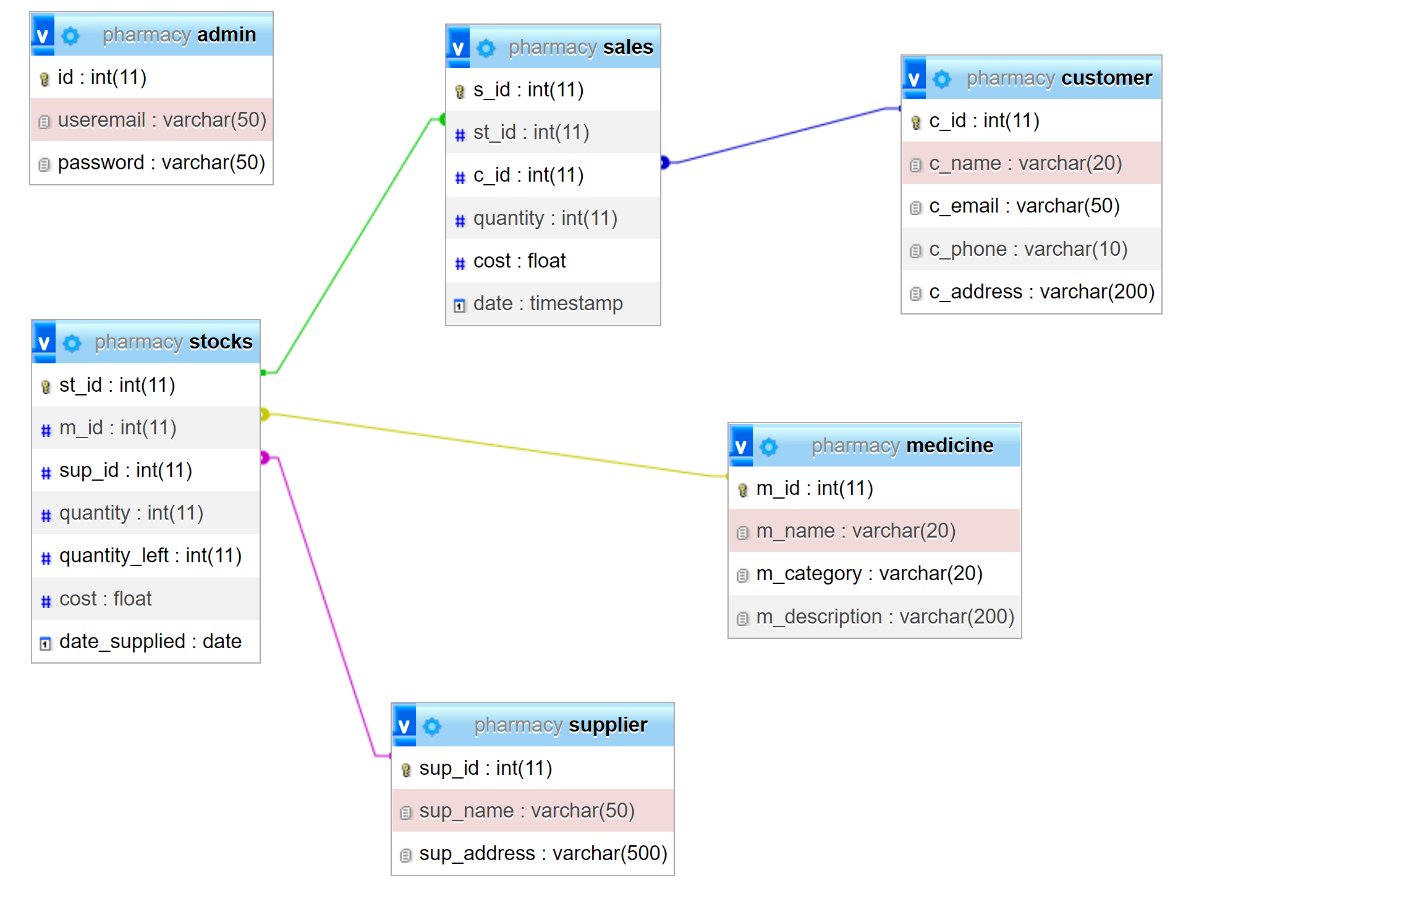 v pharmacy admin
id : int(11)
useremail : varchar(50)
password : varchar(50)
v pharmacy sales
s_id : int(11)
# st_id : int(11)
# c_id : int(11)
# quantity : int(11)
# cost : float
date : timestamp
v pharmacy customer
c_id : int(11)
c_name : varchar(20)
c_email : varchar(50)
c_phone : varchar(10)
c_address : varchar(200)
v pharmacy stocks
st_id : int(11)
# m_id : int(11)
# sup_id : int(11)
# quantity : int(11)
# quantity_left : int(11)
# cost : float
date_supplied : date
v pharmacy medicine
m_id : int(11)
m_name : varchar(20)
m_category : varchar(20)
m_description : varchar(200)
v pharmacy supplier
sup_id : int(11)
sup_name : varchar(50)
sup_address : varchar(500)